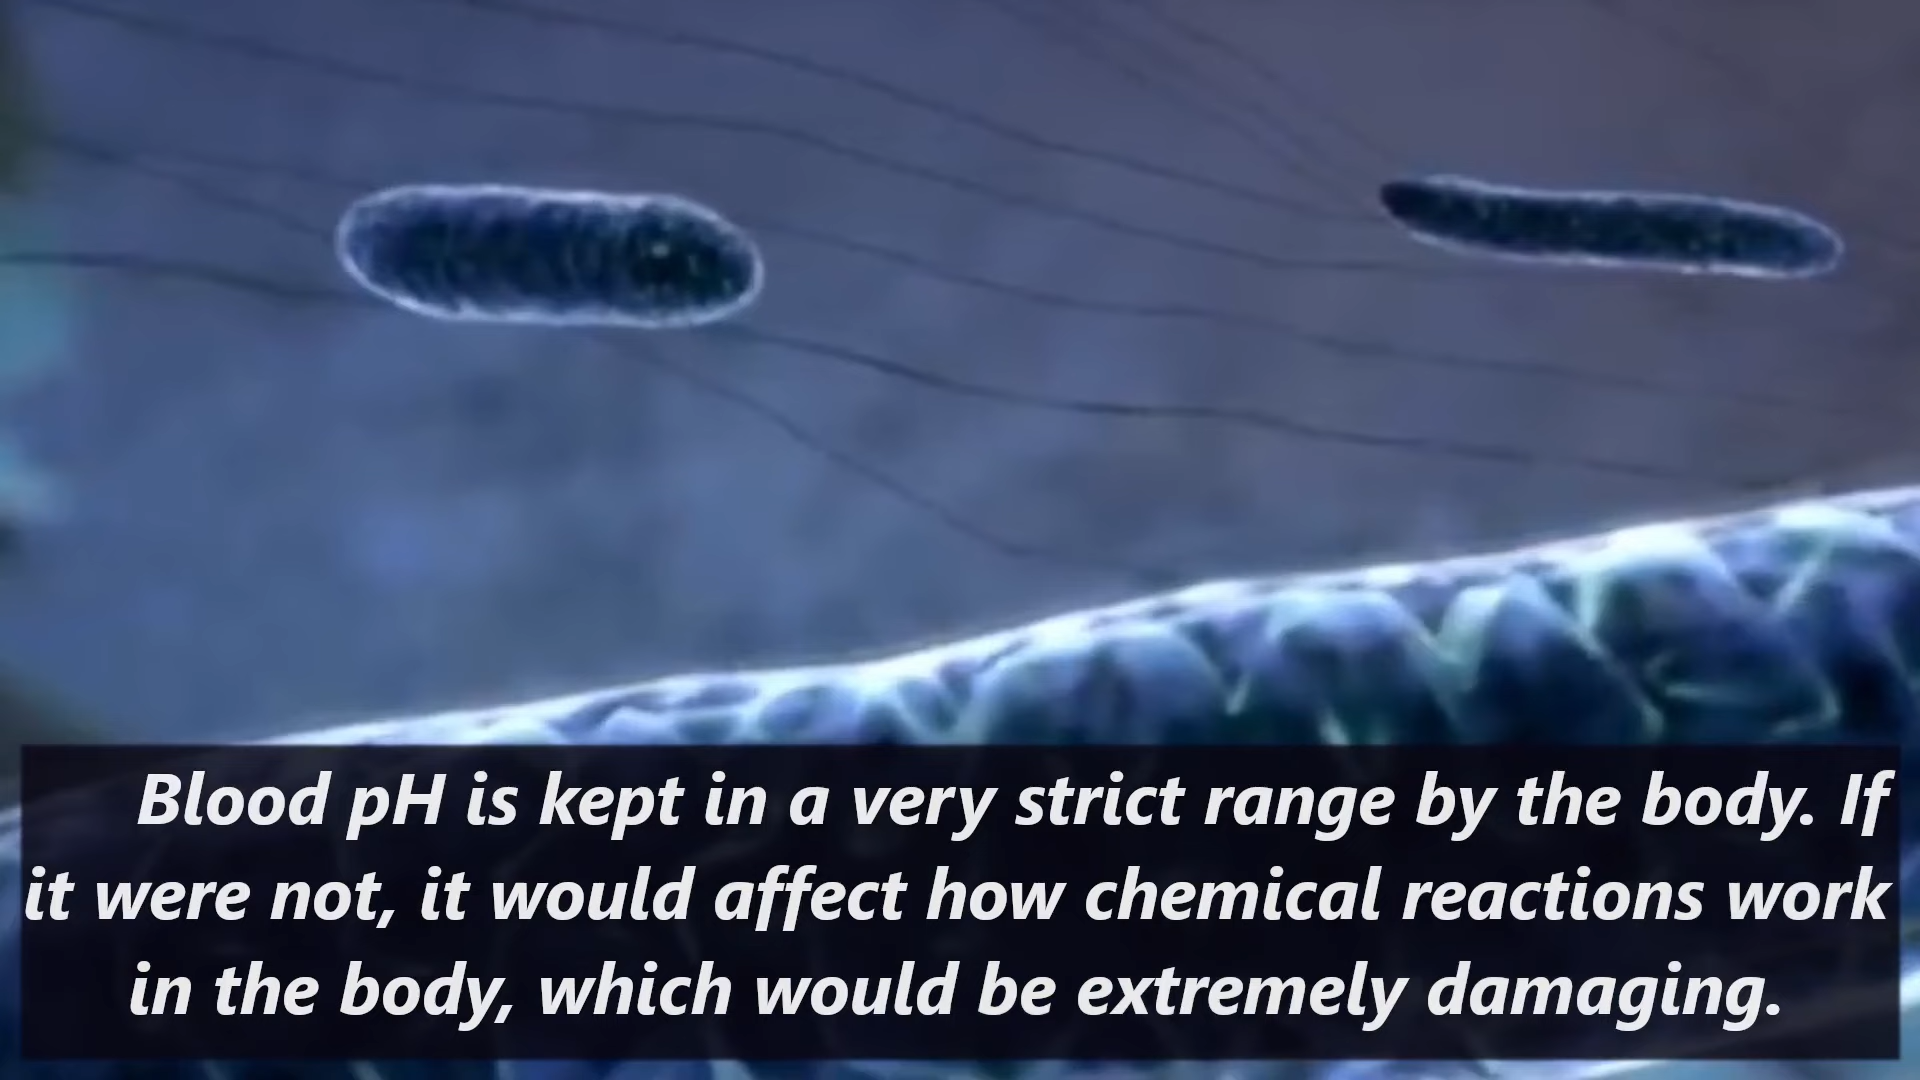 Blood pH is kept in a very strict range by the body. If
it were not, it would affect how chemical reactions work
in the body, which would be extremely damaging.